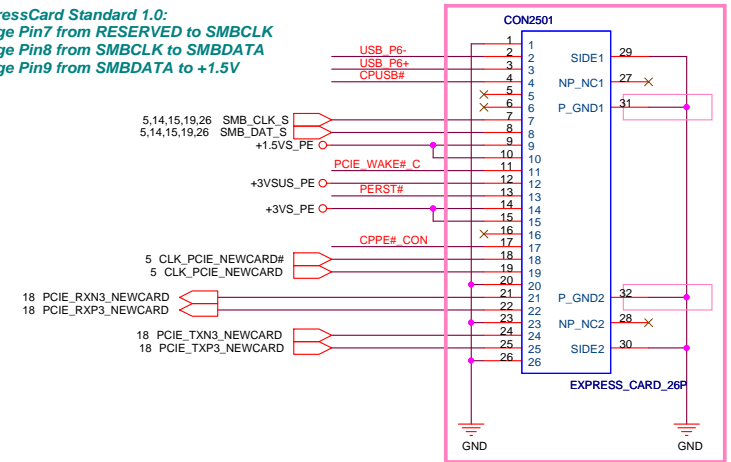 ressCard Standard 1.0:
ge Pin7 from RESERVED to SMBCLK
ge Pin8 from SMBCLK to SMBDATA
ge Pin9 from SMBDATA to +1.5V
CON2501
1 1
USB_P6- 2 2 SIDE1 29
USB_P6+ 3 3
CPUSB# 4 4 NP_NC1 27
5 5
6 6 P_GND1 31
5,14,15,19,26 SMB_CLK_S 7 7
5,14,15,19,26 SMB_DAT_S 8 8
+1.5VS_PE 9 9
10 10
PCIE_WAKE#_C 11 11
+3VSUS_PE 12 12
PERST# 13 13
+3VS_PE 14 14
15 15
16 16
CPPE#_CON 17 17
5 CLK_PCIE_NEWCARD# 18 18
5 CLK_PCIE_NEWCARD 19 19
20 20
18 PCIE_RXN3_NEWCARD 21 21 P_GND2 32
18 PCIE_RXP3_NEWCARD 22 22
23 23 NP_NC2 28
18 PCIE_TXN3_NEWCARD 24 24
18 PCIE_TXP3_NEWCARD 25 25 SIDE2 30
26 26
EXPRESS_CARD_26P
GND GND